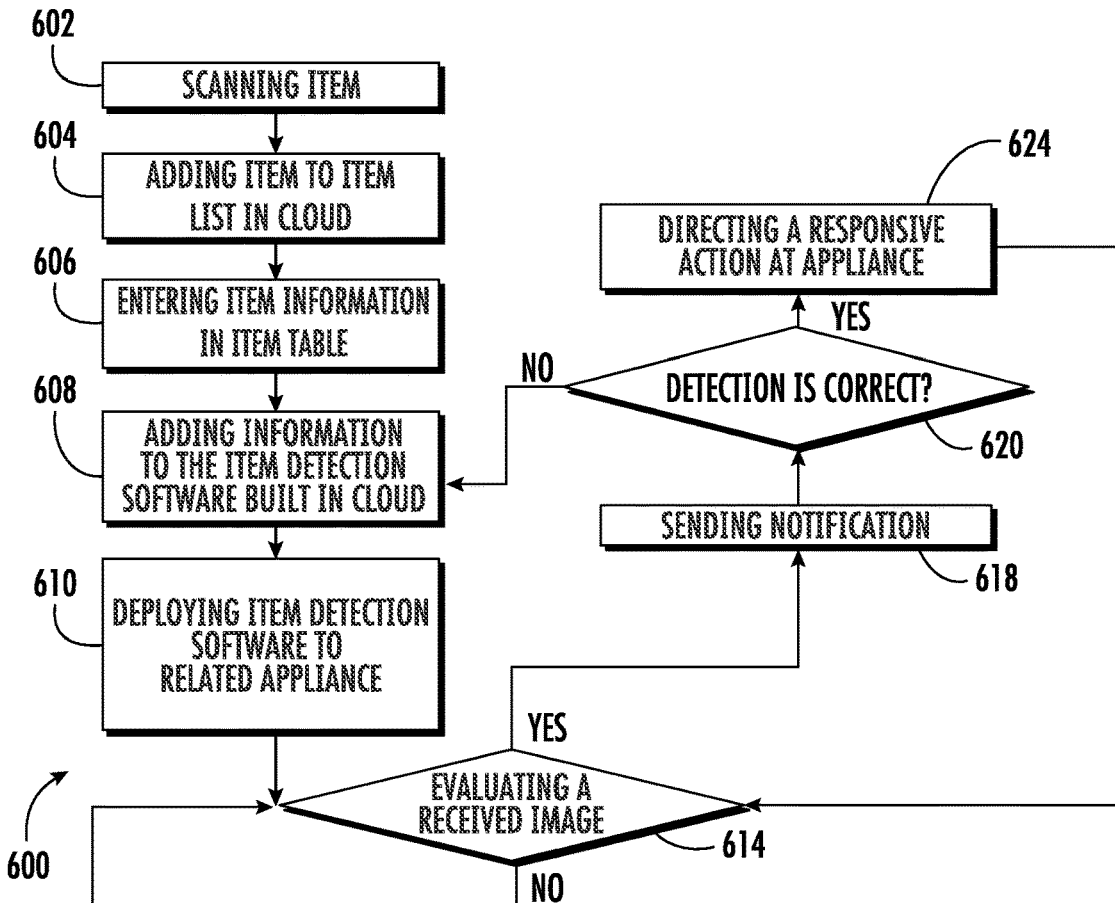 602
SCANNING ITEM
604
ADDING ITEM TO ITEM
LIST IN CLOUD
606
ENTERING ITEM INFORMATION
IN ITEM TABLE
608
ADDING INFORMATION
TO THE ITEM DETECTION
SOFTWARE BUILT IN CLOUD
610
DEPLOYING ITEM DETECTION
SOFTWARE TO
RELATED APPLIANCE
624
DIRECTING A RESPONSIVE
ACTION AT APPLIANCE
YES
NO
DETECTION IS CORRECT?
620
SENDING NOTIFICATION
618
YES
EVALUATING A
RECEIVED IMAGE
614
600
NO